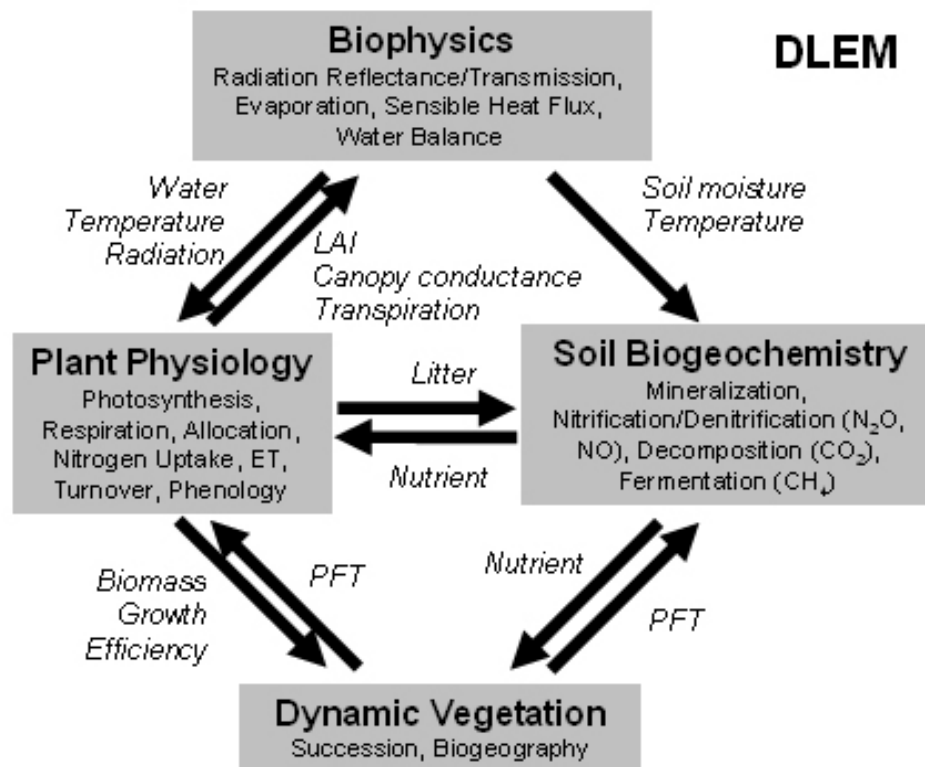 Biophysics
Radiation Reflectance/Transmission,
Evaporation, Sensible Heat Flux,
Water Balance
DLEM
Water
Temperature
Radiation
LAI
Canopy conductance
Transpiration
Soil moisture
Temperature
Plant Physiology
Photosynthesis,
Respiration, Allocation,
Nitrogen Uptake, ET,
Turnover, Phenology
Litter
Nutrient
Soil Biogeochemistry
Mineralization,
Nitrification/Denitrification (N₂O,
NO), Decomposition (CO₂),
Fermentation (CH₄)
Biomass
Growth
Efficiency
PFT
Nutrient
PFT
Dynamic Vegetation
Succession, Biogeography